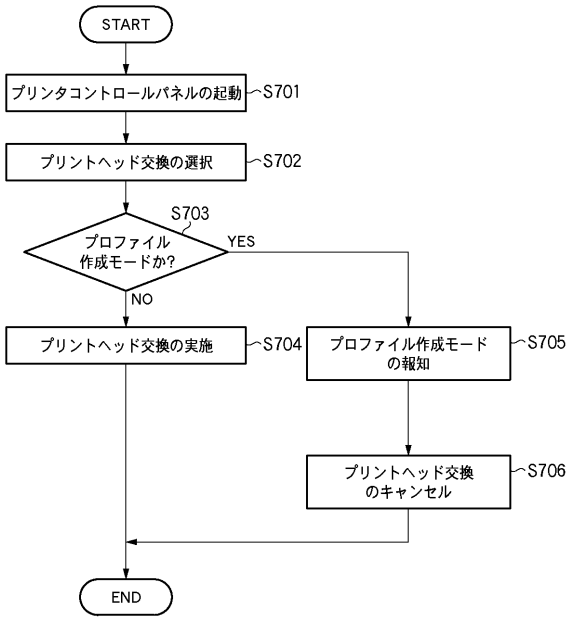 START
プリンタコントロールパネルの起動
S701
プリントヘッド交換の選択
S702
S703
プロファイル
作成モードか?
YES
NO
プリントヘッド交換の実施
S704
プロファイル作成モード
の報知
S705
プリントヘッド交換
のキャンセル
S706
END